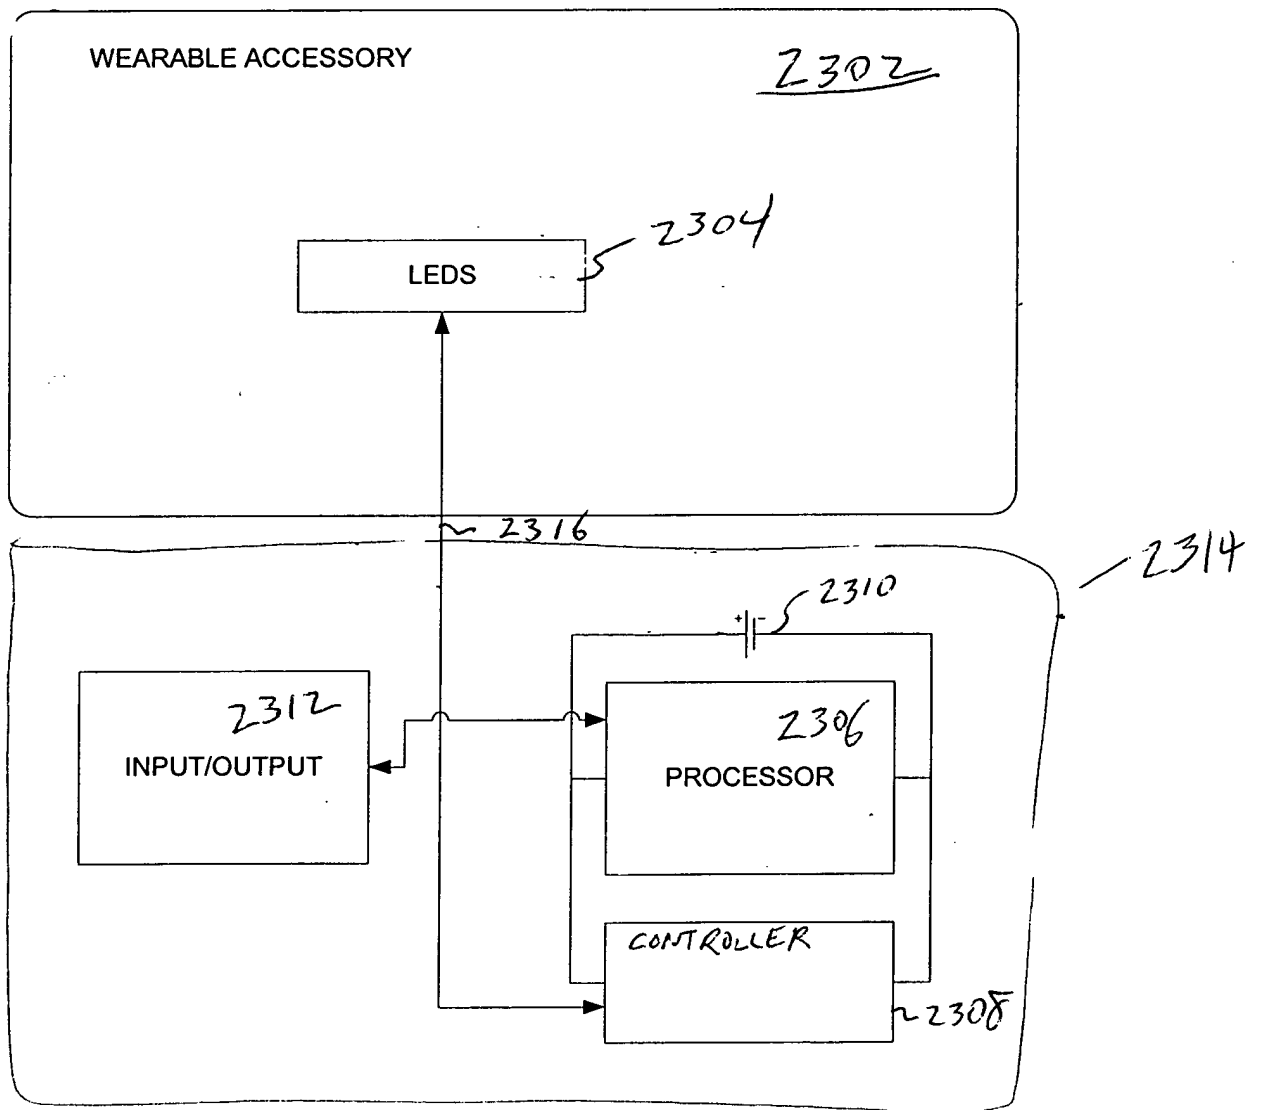 WEARABLE ACCESSORY
2302
2304
LEDS
2316
2314
2310
+ -
2312
INPUT/OUTPUT
2306
PROCESSOR
CONTROLLER
2308